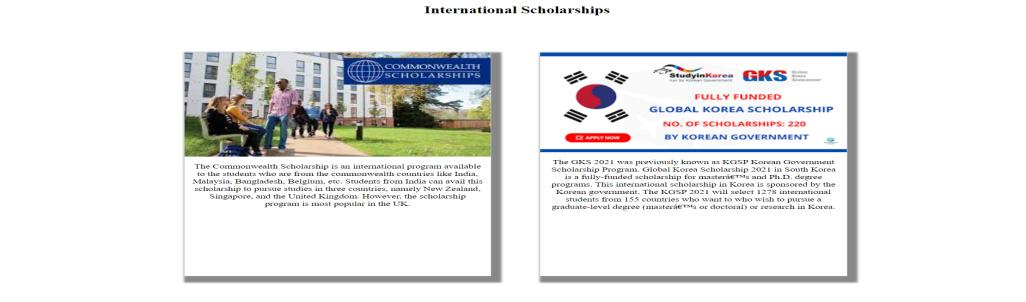 International Scholarships
COMMONWEALTH
SCHOLARSHIPS
The Commonwealth Scholarship is an international program available
to the students who are from the commonwealth countries like India,
Malaysia, Bangladesh, Belgium, etc. Students from India can avail this
scholarship to pursue studies in three countries, namely New Zealand,
Singapore, and the United Kingdom. However, the scholarship
program is most popular in the UK.
StudyinKorea
run by Korean Government
GKS
FULLY FUNDED
GLOBAL KOREA SCHOLARSHIP
NO. OF SCHOLARSHIPS: 220
APPLY NOW
BY KOREAN GOVERNMENT
The GKS 2021 was previously known as KGSP Korean Government
Scholarship Program. Global Korea Scholarship 2021 in South Korea
is a fully-funded scholarship for masterâ€™s and Ph.D. degree
programs. This international scholarship in Korea is sponsored by the
Korean government. The KGSP 2021 will select 1278 international
students from 155 countries who want to who wish to pursue a
graduate-level degree (masterâ€™s or doctoral) or research in Korea.